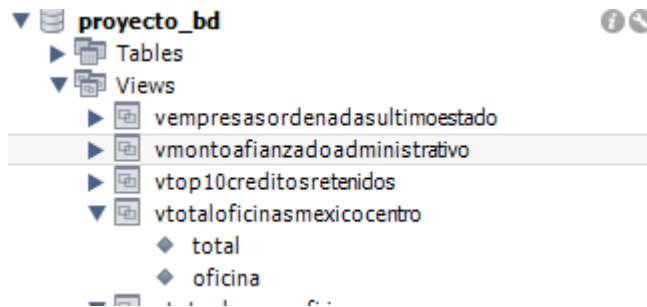 proyecto_bd
Tables
Views
vempresasordenadasultimoestado
vmontoafianzadoadministrativo
vtop10creditosretenidos
vtotaloficinasmexicocentro
total
oficina